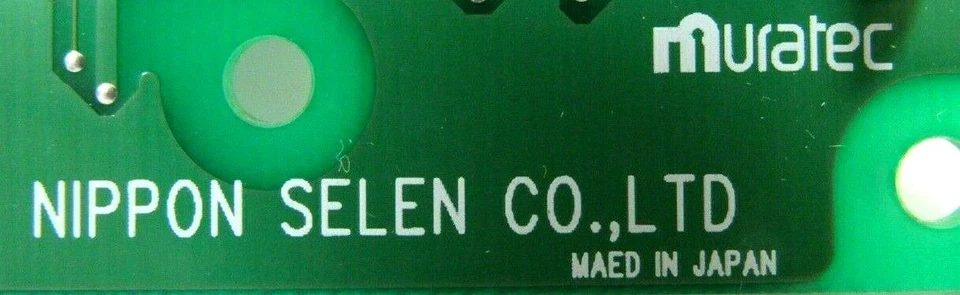 muratec
NIPPON SELEN CO.,LTD
MAED IN JAPAN